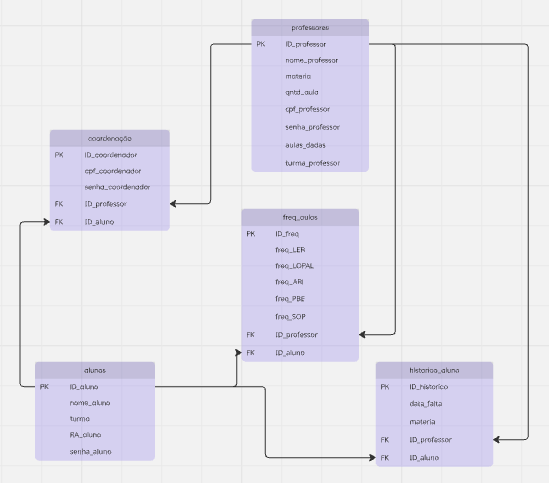 professores
PK ID_professor
nome_professor
materia
qntd_aula
cpf_professor
senha_professor
aulas_dadas
turma_professor
coordenação
PK ID_coordenador
cpf_coordenador
senha_coordenador
FK ID_professor
FK ID_aluno
freq_aulas
PK ID_freq
freq_LER
freq_LOPAL
freq_ARI
freq_PBE
freq_SOP
FK ID_professor
FK ID_aluno
alunos
PK ID_aluno
nome_aluno
turma
RA_aluno
senha_aluno
historico_aluno
PK ID_historico
data_falta
materia
FK ID_professor
FK ID_aluno